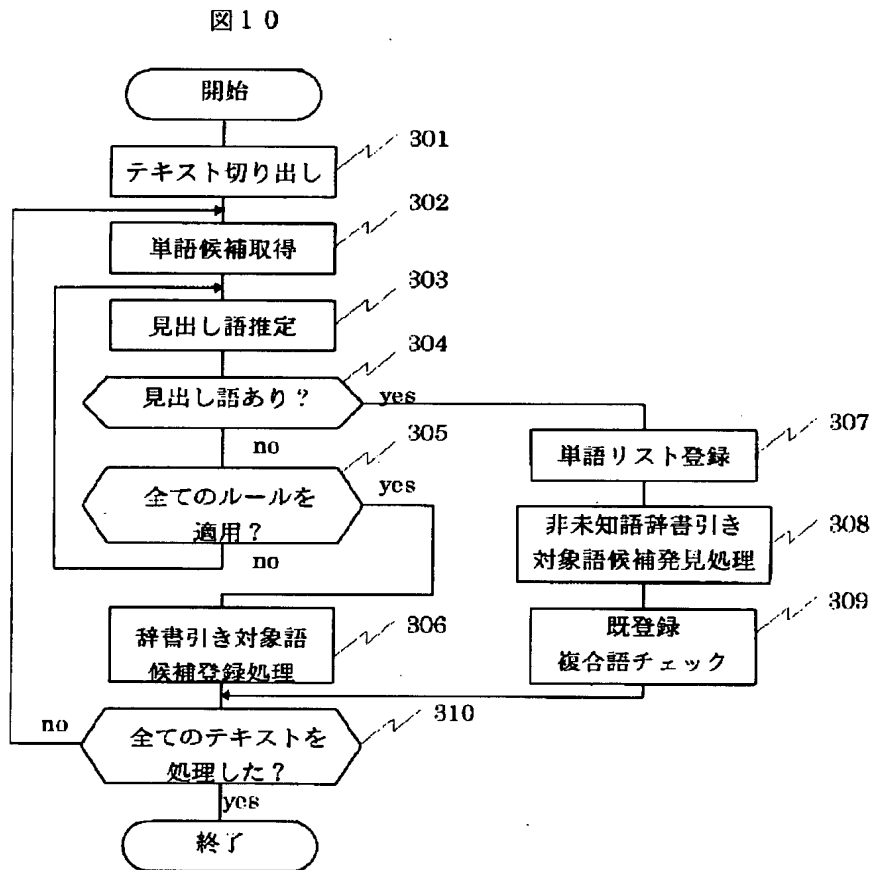 図10
開始
301
テキスト切り出し
302
単語候補取得
303
見出し語推定
304
見出し語あり?
yes
no
305
全てのルールを
適用?
yes
no
306
辞書引き対象語
候補登録処理
307
単語リスト登録
308
非未知語辞書引き
対象語候補発見処理
309
既登録
複合語チェック
310
全てのテキストを
処理した?
no
yes
終了